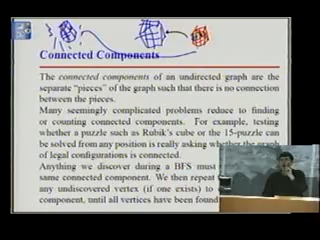 Connected Components
The connected components of an undirected graph are the
separate "pieces" of the graph such that there is no connection
between the pieces.
Many seemingly complicated problems reduce to finding
or counting connected components. For example, testing
whether a puzzle such as Rubik's cube or the 15-puzzle can
be solved from any position is really asking whether the graph
of legal configurations is connected.
Anything we discover during a BFS must
same connected component. We then repeat
any undiscovered vertex (if one exists) to
component, until all vertices have been found